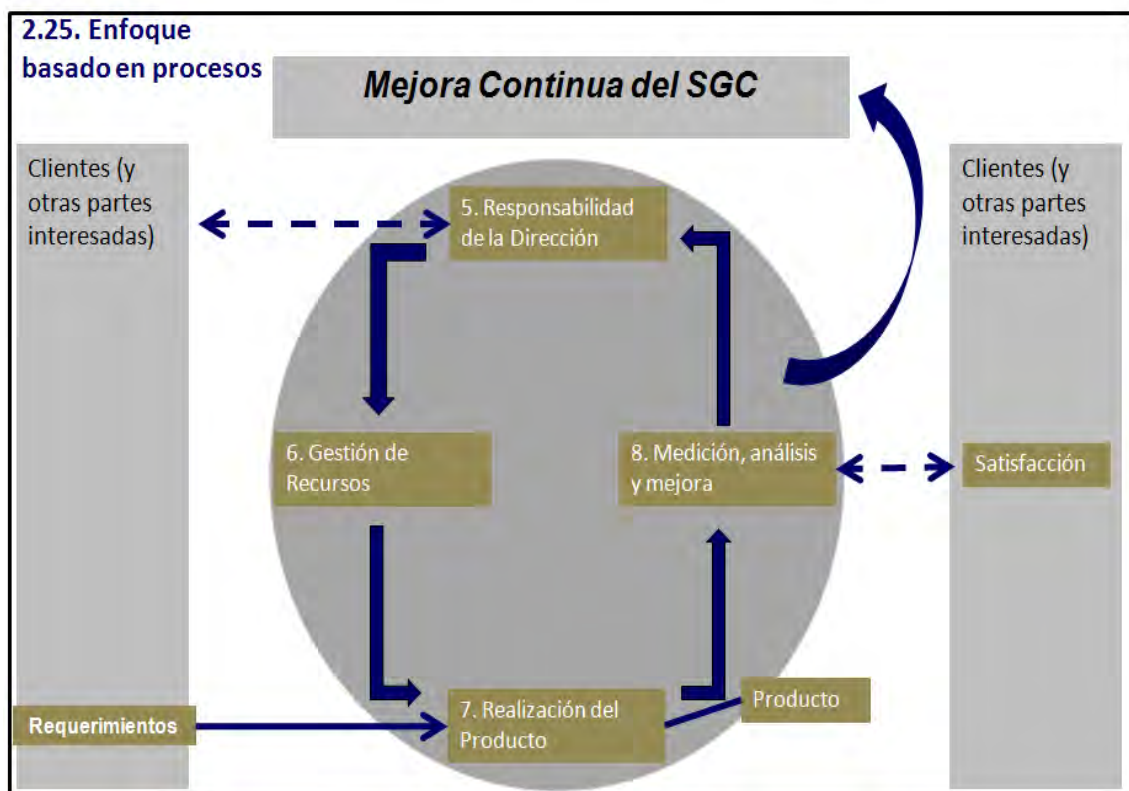 2.25. Enfoque
basado en procesos
Mejora Continua del SGC
Clientes (y
otras partes
interesadas)
5. Responsabilidad
de la Dirección
Clientes (y
otras partes
interesadas)
6. Gestión de
Recursos
8. Medición, análisis
y mejora
Satisfacción
Requerimientos
7. Realización del
Producto
Producto